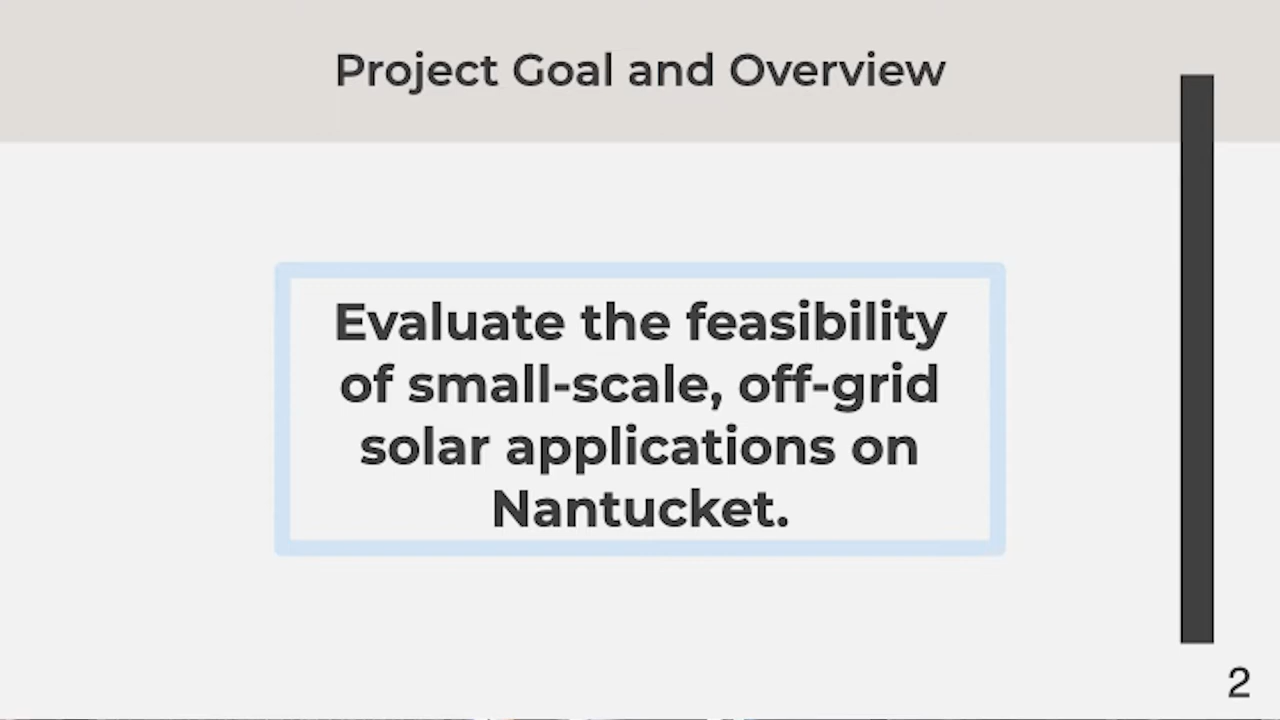 Project Goal and Overview
Evaluate the feasibility
of small-scale, off-grid
solar applications on
Nantucket.
2